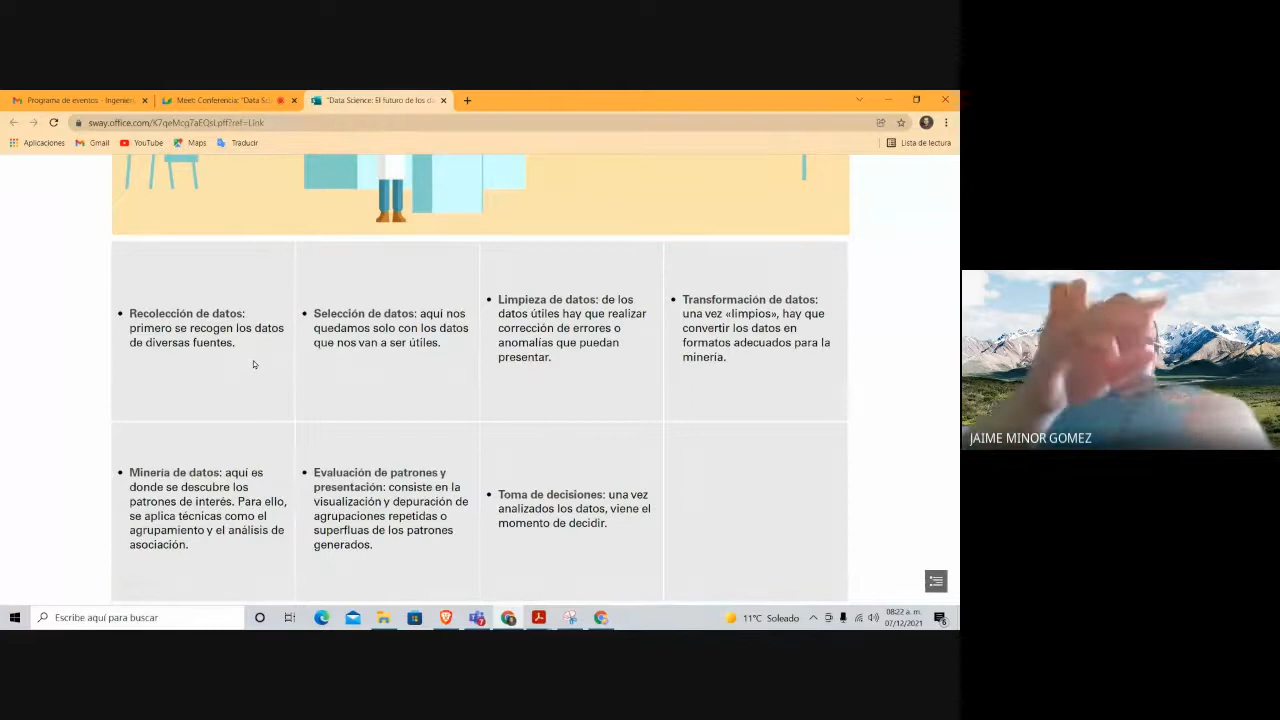 Programa de eventos - Ingenier
Meet: Conferencia: "Data Sc
"Data Science: El futuro de los d
sway.office.com/K7qeMcg7aEQsLpff?ref=Link
Aplicaciones
Gmail
YouTube
Maps
Traducir
Lista de lectura
• Recolección de datos:
primero se recogen los datos
de diversas fuentes.
• Selección de datos: aquí nos
quedamos solo con los datos
que nos van a ser útiles.
• Limpieza de datos: de los
datos útiles hay que realizar
corrección de errores o
anomalías que puedan
presentar.
• Transformación de datos:
una vez «limpios», hay que
convertir los datos en
formatos adecuados para la
minería.
• Minería de datos: aquí es
donde se descubre los
patrones de interés. Para ello,
se aplica técnicas como el
agrupamiento y el análisis de
asociación.
• Evaluación de patrones y
presentación: consiste en la
visualización y depuración de
agrupaciones repetidas o
superfluas de los patrones
generados.
• Toma de decisiones: una vez
analizados los datos, viene el
momento de decidir.
JAIME MINOR GOMEZ
Escribe aquí para buscar
11°C Soleado
08:22 a. m.
07/12/2021